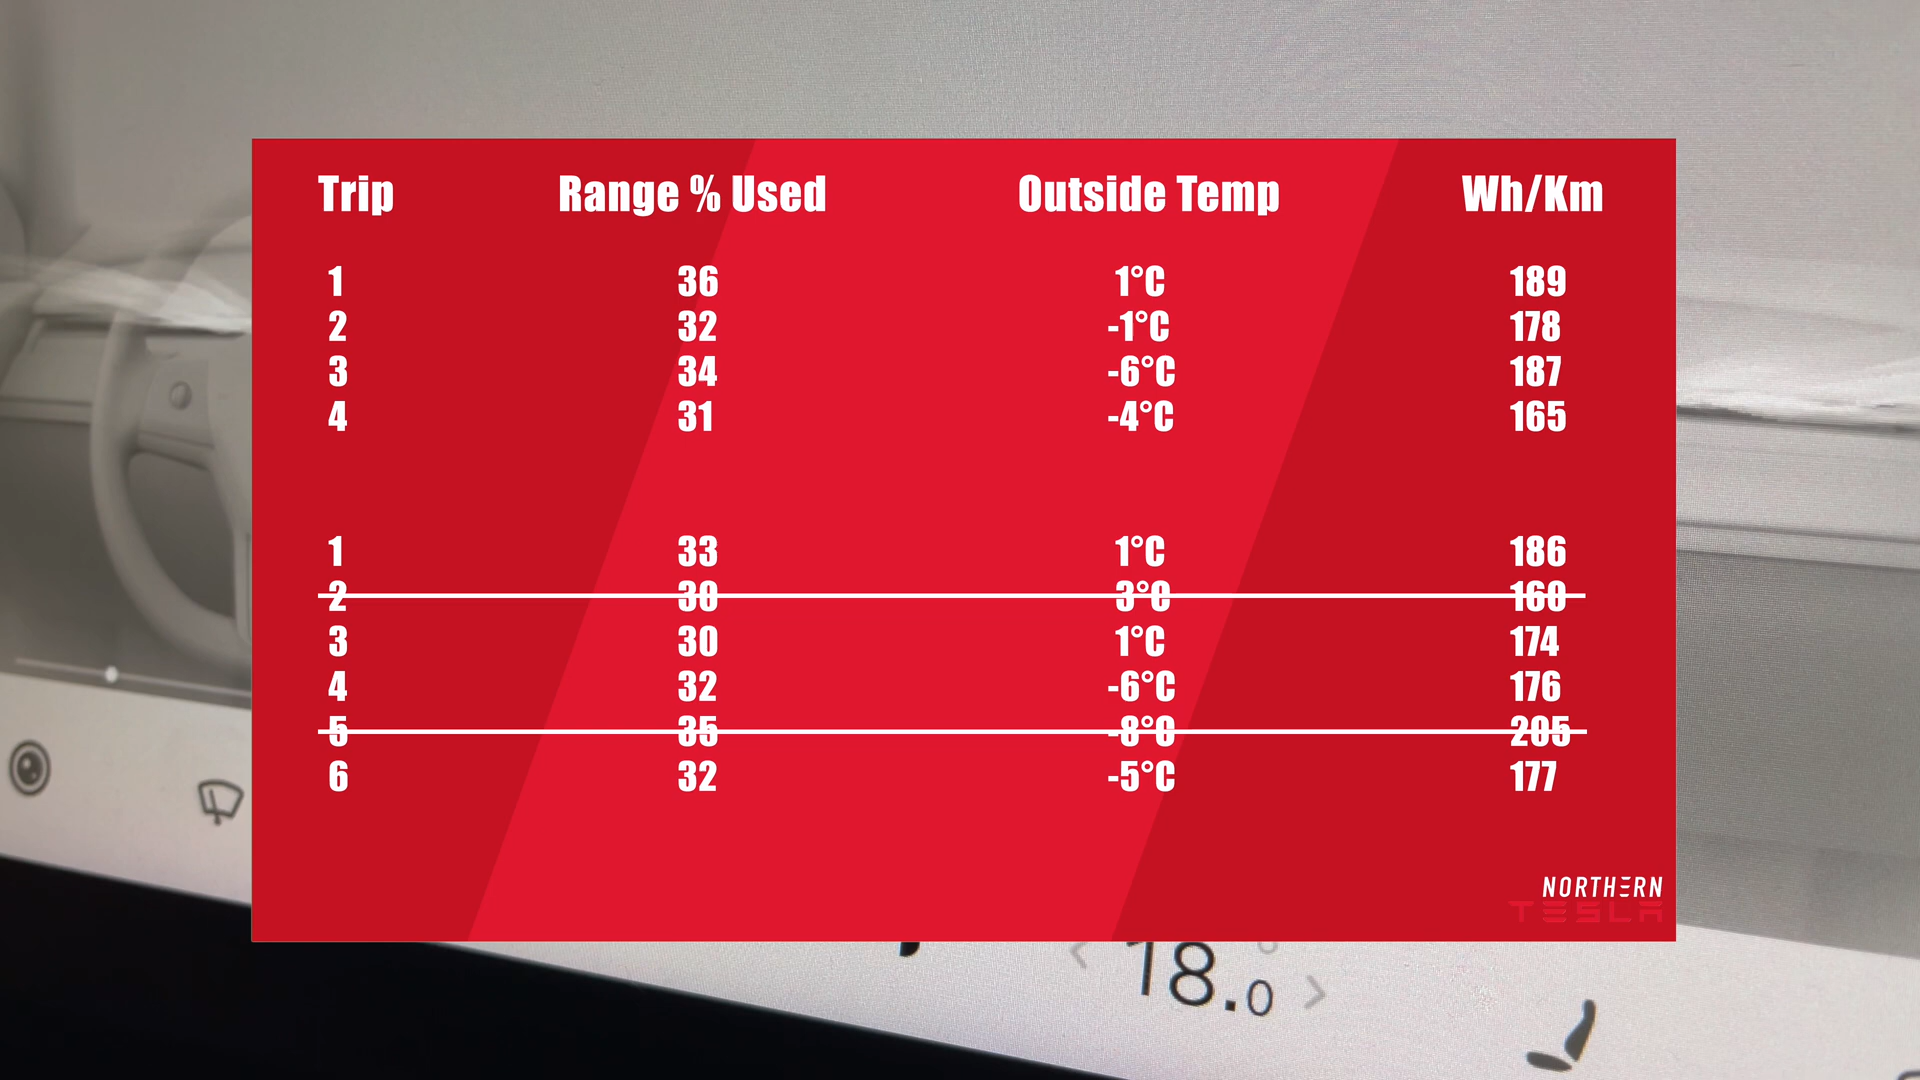 Trip Range % Used Outside Temp Wh/Km
1 36 1°C 189
2 32 -1°C 178
3 34 -6°C 187
4 31 -4°C 165
1 33 1°C 186
2 30 3°C 160
3 30 1°C 174
4 32 -6°C 176
5 35 -8°C 205
6 32 -5°C 177
NORTHERN
TESLA
18.0